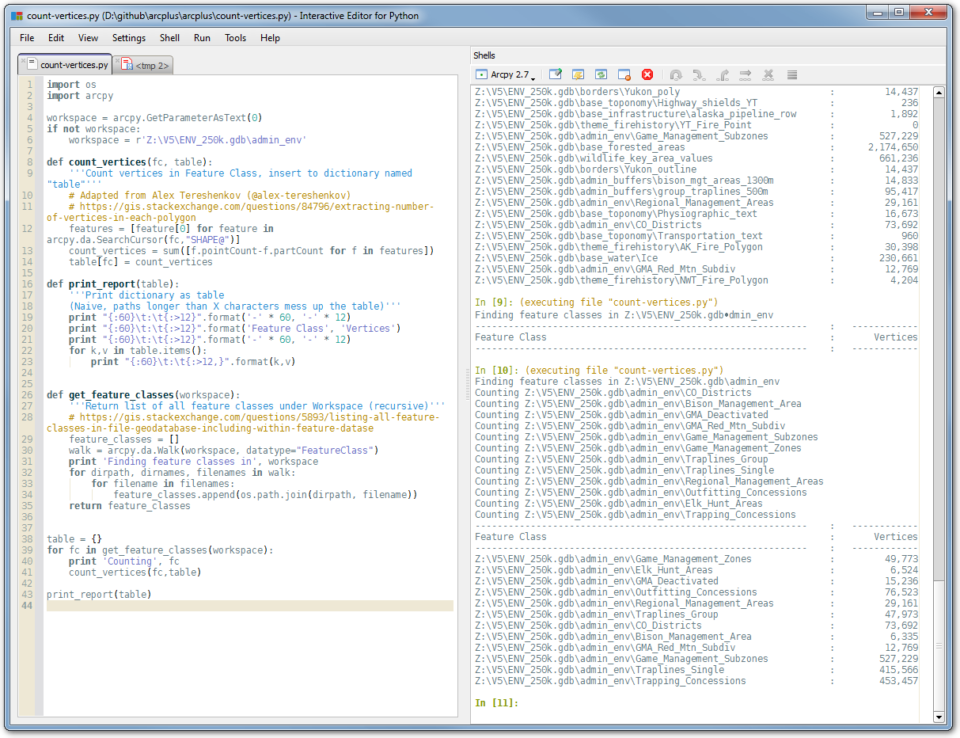 count-vertices.py (D:\github\arcplus\arcplus\count-vertices.py) - Interactive Editor for Python
File Edit View Settings Shell Run Tools Help
count-vertices.py <tmp 2>
1 import os
2 import arcpy
3
4 workspace = arcpy.GetParameterAsText(0)
5 if not workspace:
6 workspace = r'Z:\V5\ENV_250k.gdb\admin_env'
7
8 def count_vertices(fc, table):
9 '''Count vertices in Feature Class, insert to dictionary named
"table"'''
10 # Adapted from Alex Tereshenkov (@alex-tereshenkov)
11 # https://gis.stackexchange.com/questions/84796/extracting-number-
of-vertices-in-each-polygon
12 features = [feature[0] for feature in
arcpy.da.SearchCursor(fc,"SHAPE@")]
13 count_vertices = sum([f.pointCount-f.partCount for f in features])
14 table[fc] = count_vertices
15
16 def print_report(table):
17 '''Print dictionary as table
18 (Naive, paths longer than X characters mess up the table)'''
19 print "{:60}\t:\t{:>12}".format('-' * 60, '-' * 12)
20 print "{:60}\t:\t{:>12}".format('Feature Class', 'Vertices')
21 print "{:60}\t:\t{:>12}".format('-' * 60, '-' * 12)
22 for k,v in table.items():
23 print "{:60}\t:\t{:>12,}".format(k,v)
24
25
26 def get_feature_classes(workspace):
27 '''Return list of all feature classes under Workspace (recursive)'''
28 # https://gis.stackexchange.com/questions/5893/listing-all-feature-
classes-in-file-geodatabase-including-within-feature-datase
29 feature_classes = []
30 walk = arcpy.da.Walk(workspace, datatype="FeatureClass")
31 print 'Finding feature classes in', workspace
32 for dirpath, dirnames, filenames in walk:
33 for filename in filenames:
34 feature_classes.append(os.path.join(dirpath, filename))
35 return feature_classes
36
37
38 table = {}
39 for fc in get_feature_classes(workspace):
40 print 'Counting', fc
41 count_vertices(fc,table)
42
43 print_report(table)
44
Shells
Arcpy 2.7
Z:\V5\ENV_250k.gdb\borders\Yukon_poly : 14,437
Z:\V5\ENV_250k.gdb\base_toponomy\Highway_shields_YT : 236
Z:\V5\ENV_250k.gdb\base_infrastructure\alaska_pipeline_row : 1,892
Z:\V5\ENV_250k.gdb\theme_firehistory\YT_Fire_Point : 0
Z:\V5\ENV_250k.gdb\admin_env\Game_Management_Subzones : 527,229
Z:\V5\ENV_250k.gdb\base_forested_areas : 2,174,650
Z:\V5\ENV_250k.gdb\wildlife_key_area_values : 661,236
Z:\V5\ENV_250k.gdb\borders\Yukon_outline : 14,437
Z:\V5\ENV_250k.gdb\admin_buffers\bison_mgt_areas_1300m : 14,833
Z:\V5\ENV_250k.gdb\admin_buffers\group_traplines_500m : 95,417
Z:\V5\ENV_250k.gdb\admin_env\Regional_Management_Areas : 29,161
Z:\V5\ENV_250k.gdb\base_toponomy\Physiographic_text : 16,673
Z:\V5\ENV_250k.gdb\admin_env\CO_Districts : 73,692
Z:\V5\ENV_250k.gdb\base_toponomy\Transportation_text : 960
Z:\V5\ENV_250k.gdb\theme_firehistory\AK_Fire_Polygon : 30,398
Z:\V5\ENV_250k.gdb\base_water\Ice : 230,661
Z:\V5\ENV_250k.gdb\admin_env\GMA_Red_Mtn_Subdiv : 12,769
Z:\V5\ENV_250k.gdb\theme_firehistory\NWT_Fire_Polygon : 4,204
In [9]: (executing file "count-vertices.py")
Finding feature classes in Z:\V5\ENV_250k.gdb•dmin_env
------------------------------------------------------------ : ------------
Feature Class : Vertices
------------------------------------------------------------ : ------------
In [10]: (executing file "count-vertices.py")
Finding feature classes in Z:\V5\ENV_250k.gdb\admin_env
Counting Z:\V5\ENV_250k.gdb\admin_env\CO_Districts
Counting Z:\V5\ENV_250k.gdb\admin_env\Bison_Management_Area
Counting Z:\V5\ENV_250k.gdb\admin_env\GMA_Deactivated
Counting Z:\V5\ENV_250k.gdb\admin_env\GMA_Red_Mtn_Subdiv
Counting Z:\V5\ENV_250k.gdb\admin_env\Game_Management_Subzones
Counting Z:\V5\ENV_250k.gdb\admin_env\Game_Management_Zones
Counting Z:\V5\ENV_250k.gdb\admin_env\Traplines_Group
Counting Z:\V5\ENV_250k.gdb\admin_env\Traplines_Single
Counting Z:\V5\ENV_250k.gdb\admin_env\Regional_Management_Areas
Counting Z:\V5\ENV_250k.gdb\admin_env\Outfitting_Concessions
Counting Z:\V5\ENV_250k.gdb\admin_env\Elk_Hunt_Areas
Counting Z:\V5\ENV_250k.gdb\admin_env\Trapping_Concessions
------------------------------------------------------------ : ------------
Feature Class : Vertices
------------------------------------------------------------ : ------------
Z:\V5\ENV_250k.gdb\admin_env\Game_Management_Zones : 49,773
Z:\V5\ENV_250k.gdb\admin_env\Elk_Hunt_Areas : 6,524
Z:\V5\ENV_250k.gdb\admin_env\GMA_Deactivated : 15,236
Z:\V5\ENV_250k.gdb\admin_env\Outfitting_Concessions : 76,523
Z:\V5\ENV_250k.gdb\admin_env\Regional_Management_Areas : 29,161
Z:\V5\ENV_250k.gdb\admin_env\Traplines_Group : 47,973
Z:\V5\ENV_250k.gdb\admin_env\CO_Districts : 73,692
Z:\V5\ENV_250k.gdb\admin_env\Bison_Management_Area : 6,335
Z:\V5\ENV_250k.gdb\admin_env\GMA_Red_Mtn_Subdiv : 12,769
Z:\V5\ENV_250k.gdb\admin_env\Game_Management_Subzones : 527,229
Z:\V5\ENV_250k.gdb\admin_env\Traplines_Single : 415,566
Z:\V5\ENV_250k.gdb\admin_env\Trapping_Concessions : 453,457
In [11]: